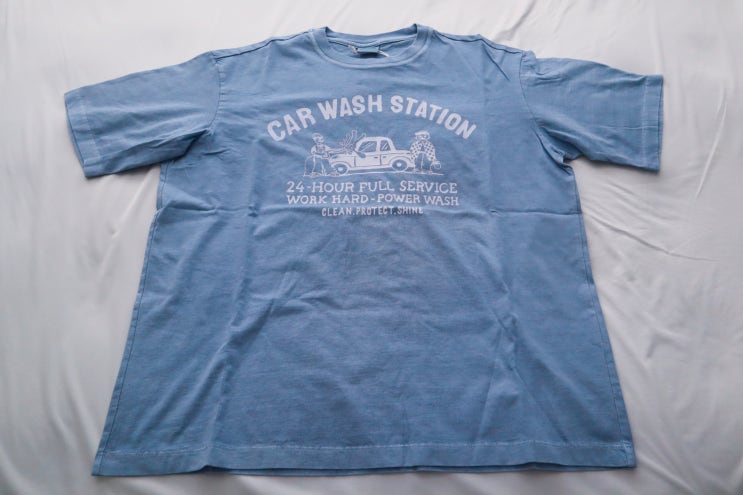 CAR WASH STATION
24-HOUR FULL SERVICE
WORK HARD-POWER WASH
CLEAN.PROTECT.SHINE